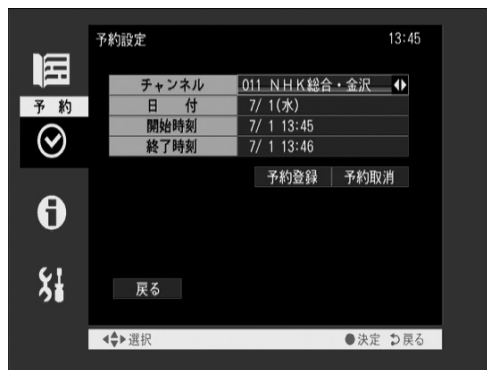 予約設定 13:45
予 約
チャンネル 011 NHK総合・金沢
日 付 7/ 1(水)
開始時刻 7/ 1 13:45
終了時刻 7/ 1 13:46
予約登録 予約取消
戻る
選択 ●決定 戻る